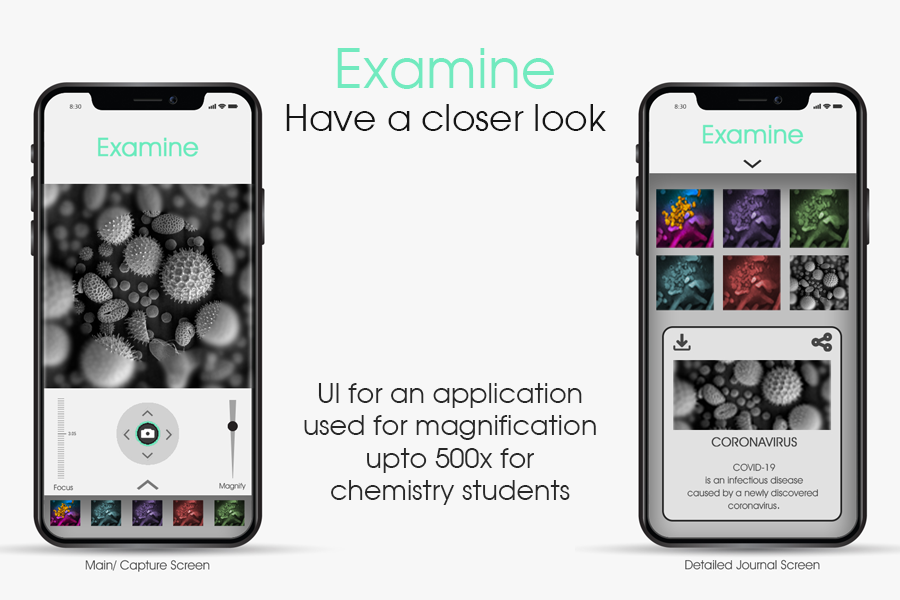 Examine
Have a closer look
8:30
Examine
3.05
Focus
Magnify
Main/ Capture Screen
UI for an application
used for magnification
upto 500x for
chemistry students
8:30
Examine
CORONAVIRUS
COVID-19
is an infectious disease
caused by a newly discovered
coronavirus.
Detailed Journal Screen